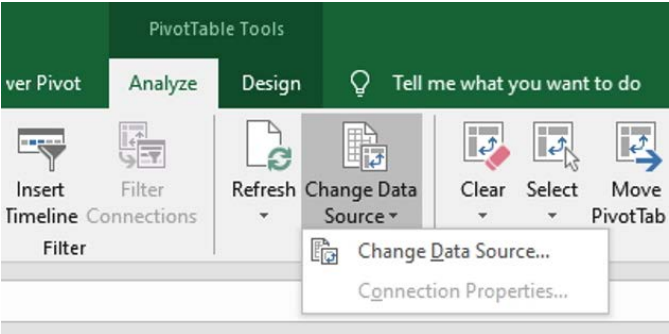 PivotTable Tools
ver Pivot Analyze Design Tell me what you want to do
Insert Filter Refresh Change Data Clear Select Move
Timeline Connections Source PivotTab
Filter
Change Data Source...
Connection Properties...